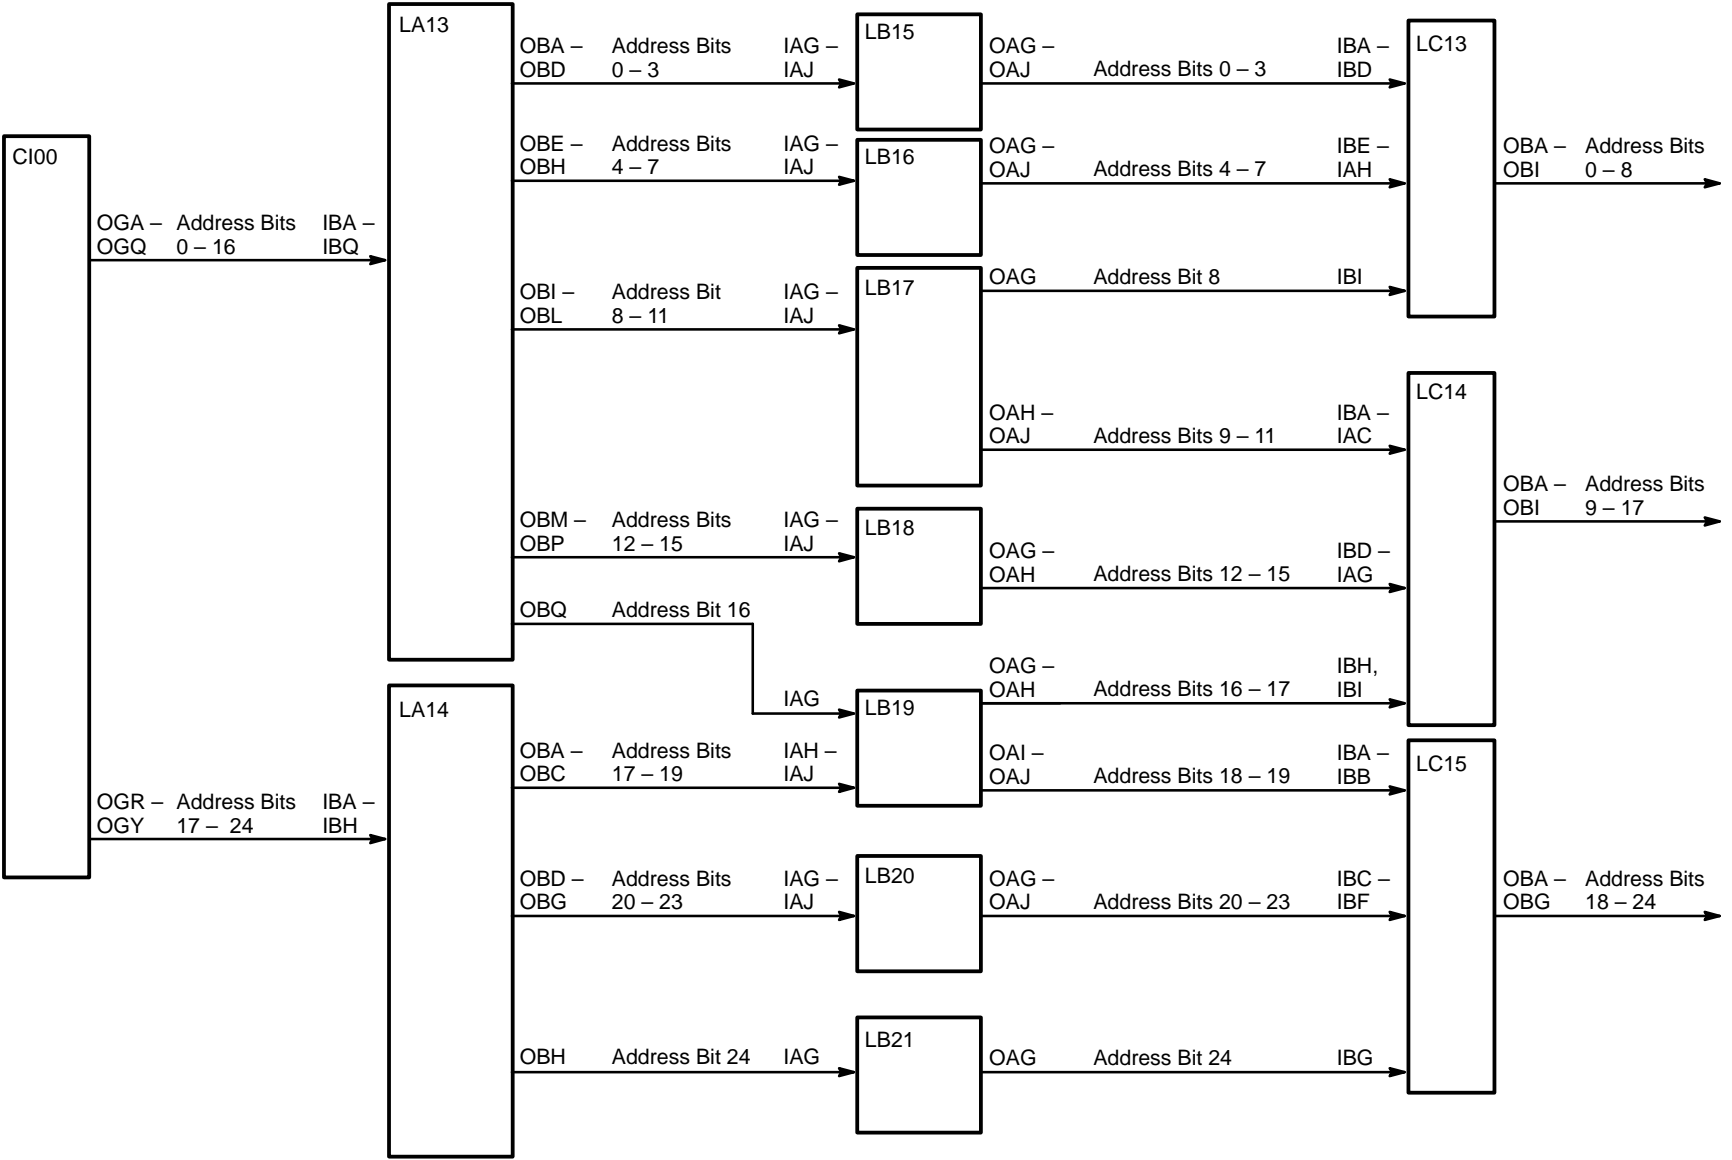 CI00
OGA – Address Bits IBA –
OGQ 0 – 16 IBQ
OGR – Address Bits IBA –
OGY 17 – 24 IBH
LA13
OBA – Address Bits IAG –
OBD 0 – 3 IAJ
OBE – Address Bits IAG –
OBH 4 – 7 IAJ
OBI – Address Bit IAG –
OBL 8 – 11 IAJ
OBM – Address Bits IAG –
OBP 12 – 15 IAJ
OBQ Address Bit 16
IAG
LA14
OBA – Address Bits IAH –
OBC 17 – 19 IAJ
OBD – Address Bits IAG –
OBG 20 – 23 IAJ
OBH Address Bit 24 IAG
LB15
OAG – IBA –
OAJ Address Bits 0 – 3 IBD
LB16
OAG – IBE –
OAJ Address Bits 4 – 7 IAH
LB17
OAG Address Bit 8 IBI
OAH – IBA –
OAJ Address Bits 9 – 11 IAC
LB18
OAG – IBD –
OAH Address Bits 12 – 15 IAG
LB19
OAG – IBH,
OAH Address Bits 16 – 17 IBI
OAI – IBA –
OAJ Address Bits 18 – 19 IBB
LB20
OAG – IBC –
OAJ Address Bits 20 – 23 IBF
LB21
OAG Address Bit 24 IBG
LC13
OBA – Address Bits
OBI 0 – 8
LC14
OBA – Address Bits
OBI 9 – 17
LC15
OBA – Address Bits
OBG 18 – 24